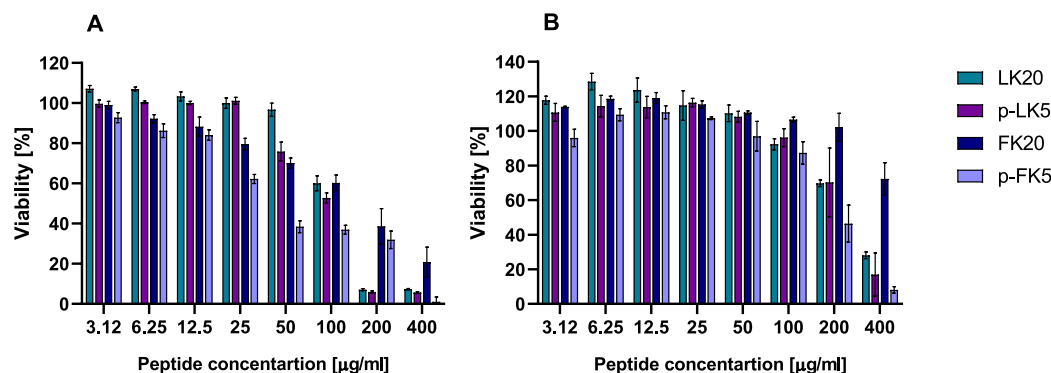 A
Viability [%]
120
100
80
60
40
20
0
3.12 6.25 12.5 25 50 100 200 400
Peptide concentartion [μg/ml]
B
Viability [%]
140
120
100
80
60
40
20
0
3.12 6.25 12.5 25 50 100 200 400
Peptide concentartion [μg/ml]
LK20
p-LK5
FK20
p-FK5